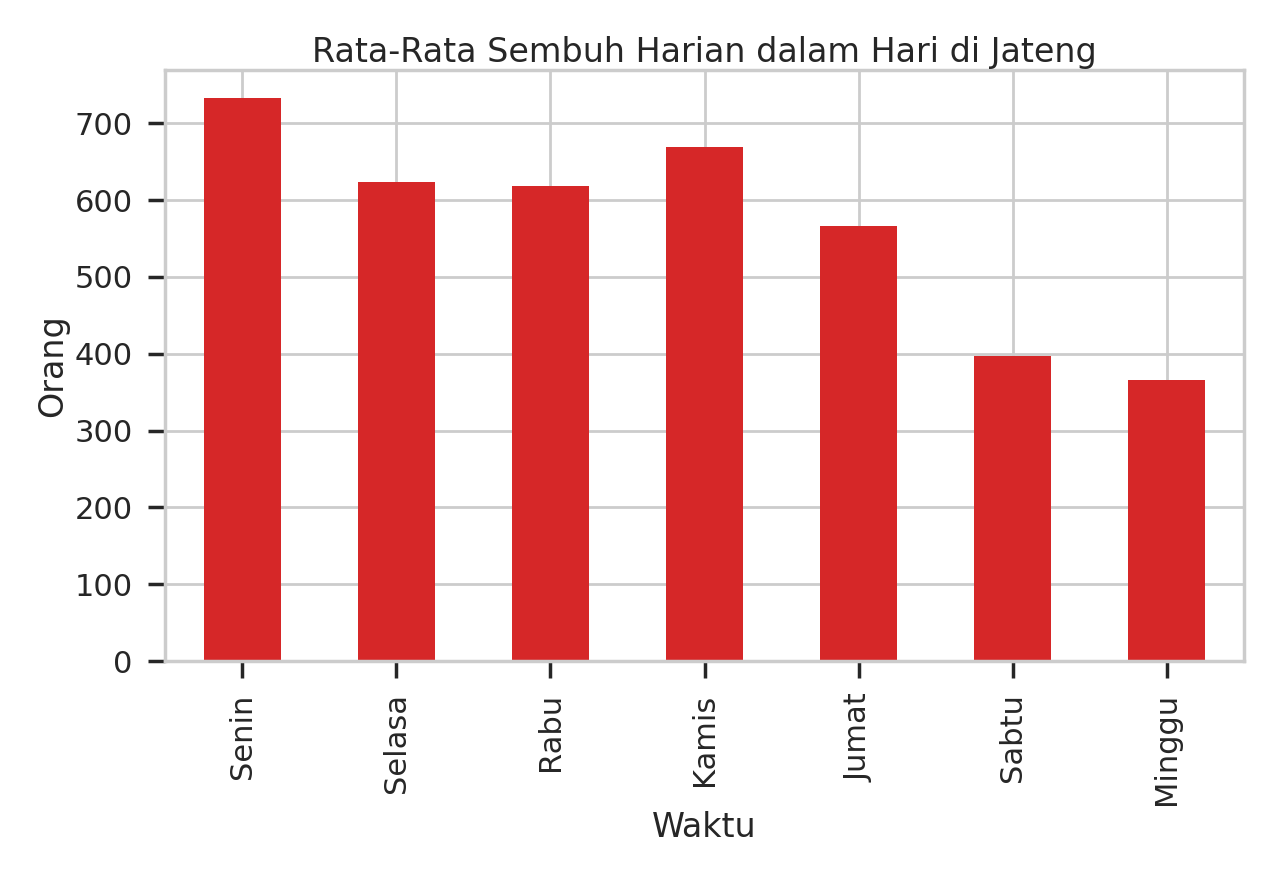 Rata-Rata Sembuh Harian dalam Hari di Jateng
Orang
700
600
500
400
300
200
100
0
Senin
Selasa
Rabu
Kamis
Jumat
Sabtu
Minggu
Waktu